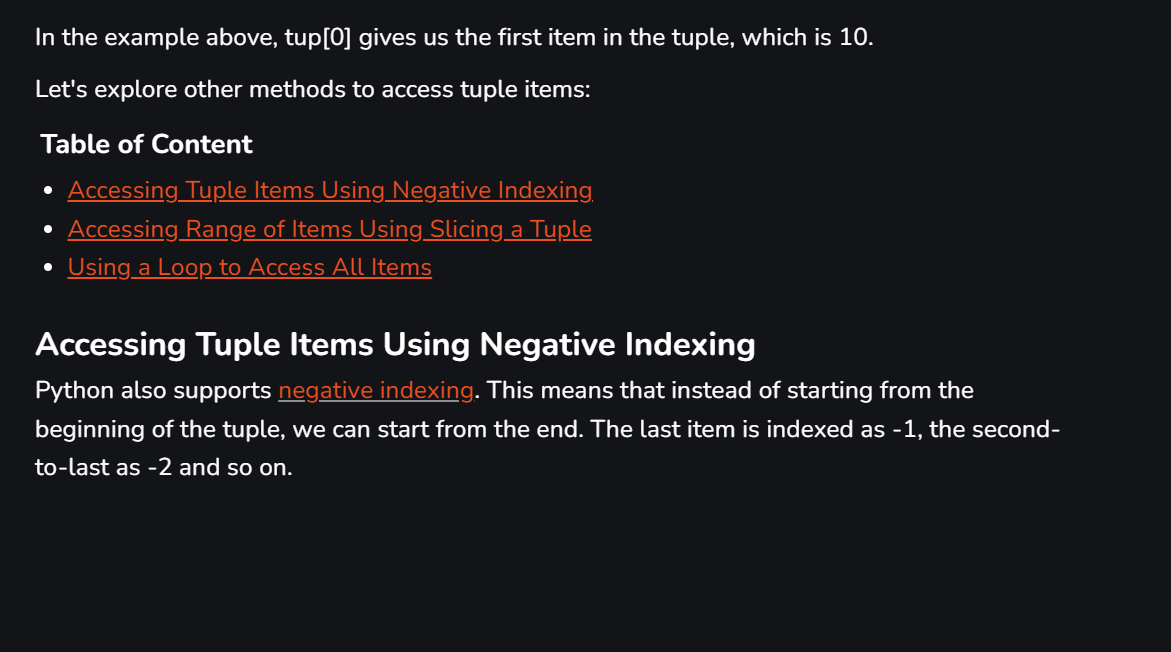 In the example above, tup[0] gives us the first item in the tuple, which is 10.
Let's explore other methods to access tuple items:
Table of Content
Accessing Tuple Items Using Negative Indexing
Accessing Range of Items Using Slicing a Tuple
Using a Loop to Access All Items
Accessing Tuple Items Using Negative Indexing
Python also supports negative indexing. This means that instead of starting from the
beginning of the tuple, we can start from the end. The last item is indexed as -1, the second-
to-last as -2 and so on.